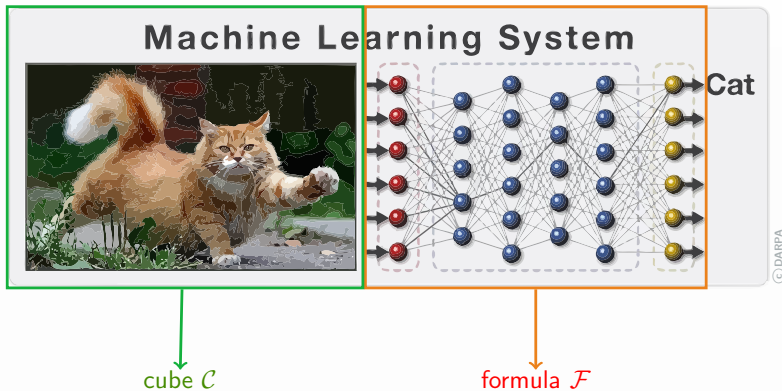 Machine Learning System
Cat
© DARPA
cube 𝒞
formula ℱ